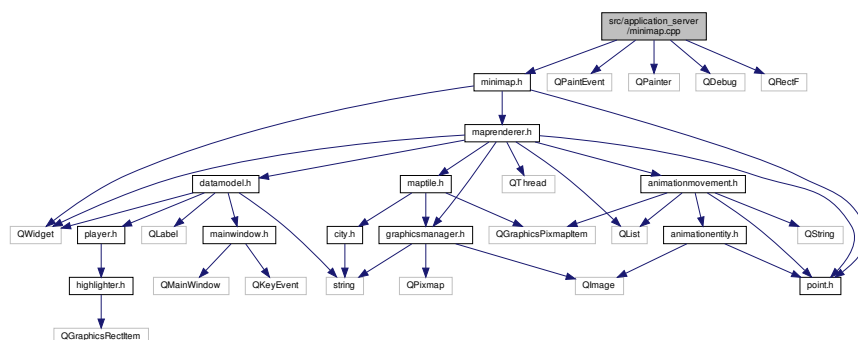 src/application_server
/minimap.cpp
minimap.h
QPaintEvent
QPainter
QDebug
QRectF
maprenderer.h
datamodel.h
maptile.h
QThread
animationmovement.h
QWidget
player.h
QLabel
mainwindow.h
city.h
graphicsmanager.h
QGraphicsPixmapItem
QList
animationentity.h
QString
highlighter.h
QMainWindow
QKeyEvent
string
QPixmap
QImage
point.h
QGraphicsRectItem